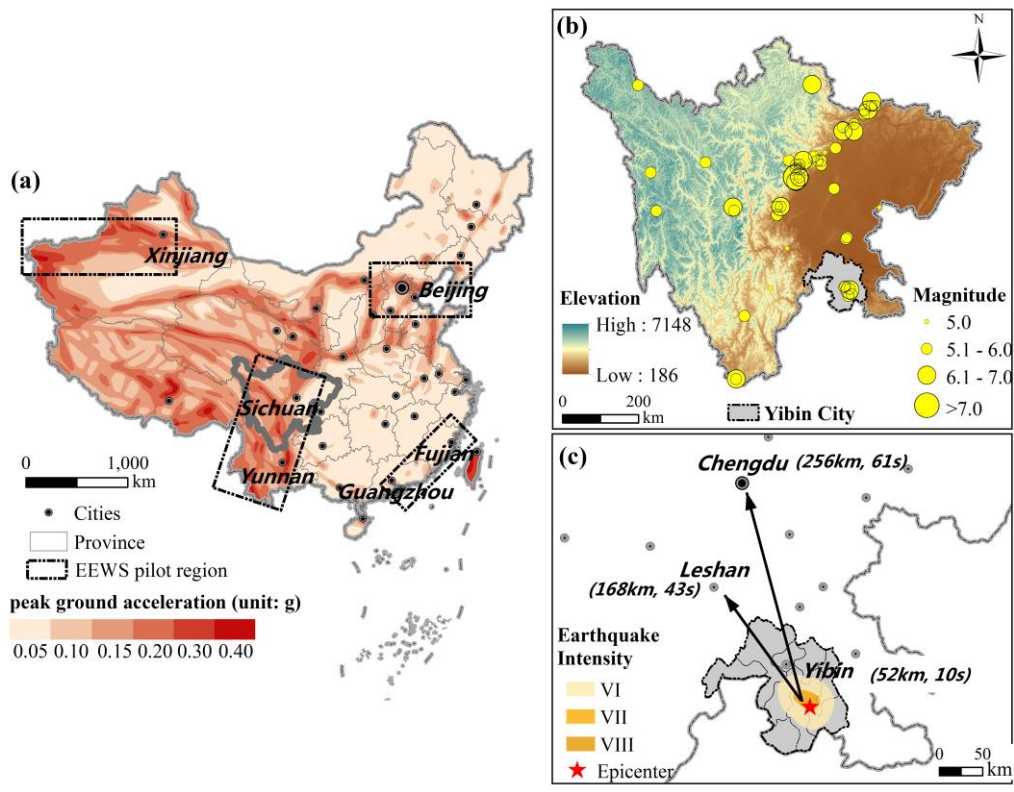 (a)
Xinjiang
Beijing
Sichuan
Yunnan
Fujian
Guangzhou
0 1,000
km
Cities
Province
EEWS pilot region
peak ground acceleration (unit: g)
0.05 0.10 0.15 0.20 0.30 0.40
(b)
N
Elevation
High : 7148
Low : 186
0 200
km
Yibin City
Magnitude
5.0
5.1 - 6.0
6.1 - 7.0
>7.0
(c)
Chengdu (256km, 61s)
Leshan
(168km, 43s)
Yibin (52km, 10s)
Earthquake
Intensity
VI
VII
VIII
Epicenter
0 50
km